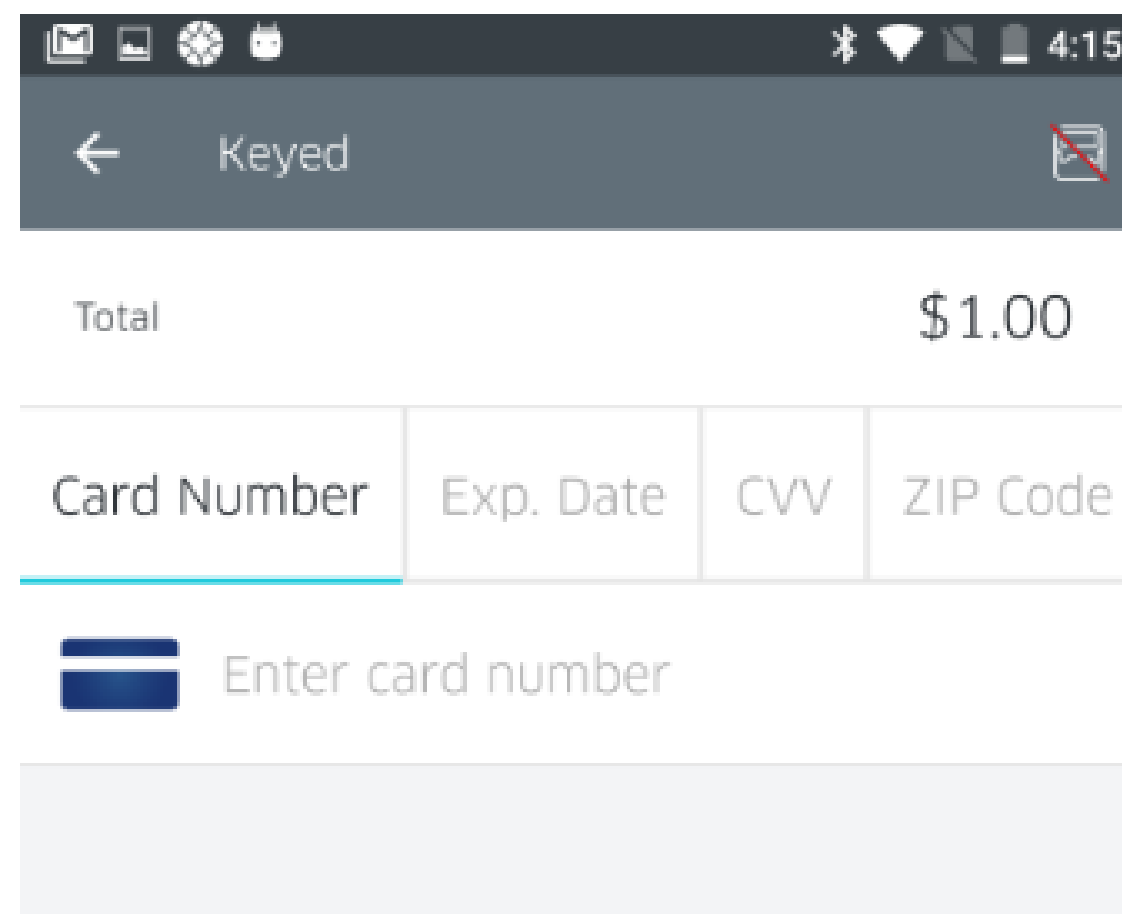 4:15
Keyed
Total $1.00
Card Number Exp. Date CVV ZIP Code
Enter card number